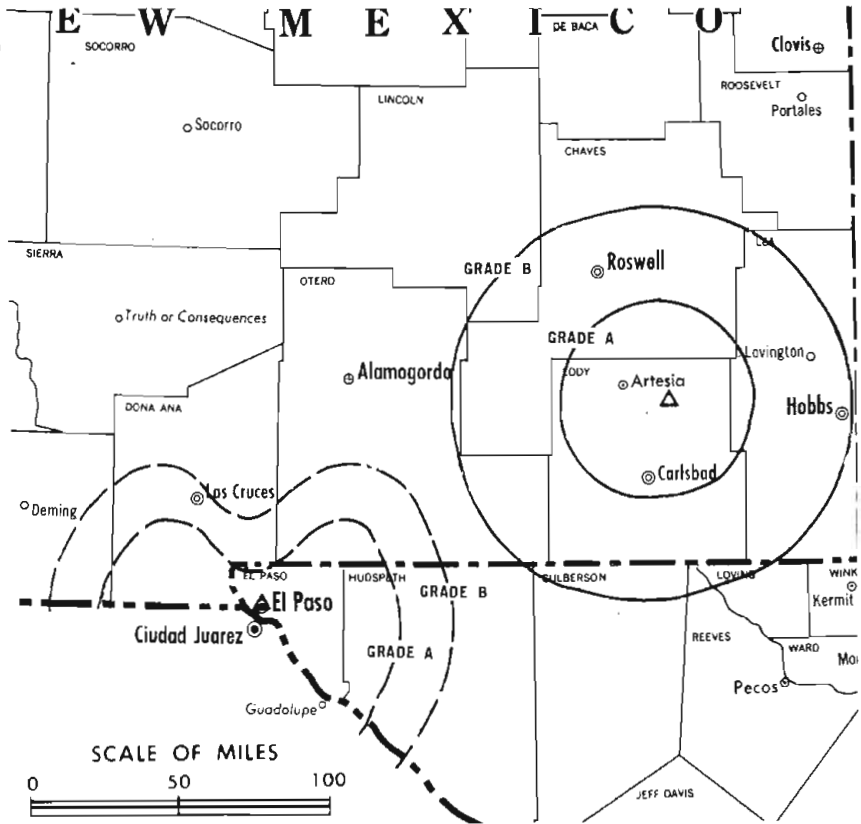 E W M E X I C O
DE BACA
Clovis
SOCORRO
ROOSEVELT
LINCOLN
Portales
Socorro
CHAVES
LEA
SIERRA
Roswell
GRADE B
OTERO
Truth or Consequences
GRADE A
Lovington
Alamogordo
EDDY
Artesia
DONA ANA
Hobbs
Carlsbad
Las Cruces
Deming
EL PASO
HUDSPETH
CULBERSON
LOVING
WINK
GRADE B
Kermit
El Paso
Ciudad Juarez
REEVES
WARD
GRADE A
Pecos
Guadolupe
SCALE OF MILES
0 50 100
JEFF DAVIS